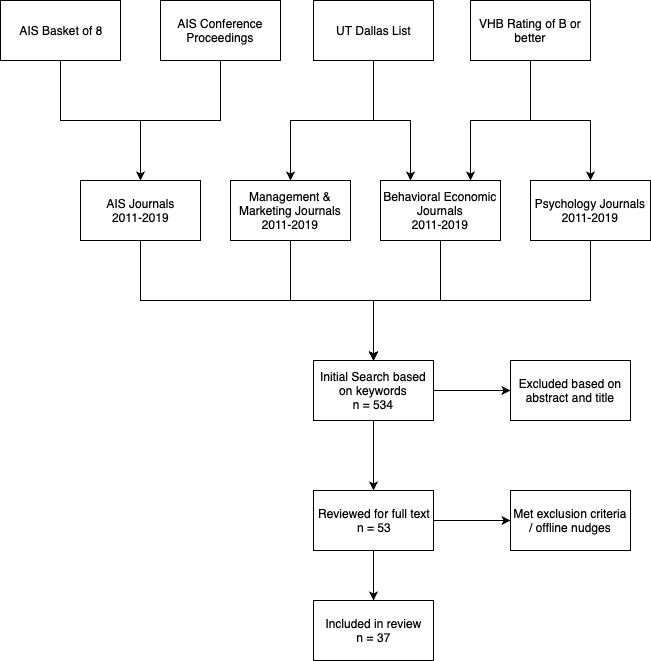 AIS Basket of 8
AIS Conference
Proceedings
UT Dallas List
VHB Rating of B or
better
AIS Journals
2011-2019
Management &
Marketing Journals
2011-2019
Behavioral Economic
Journals
2011-2019
Psychology Journals
2011-2019
Initial Search based
on keywords
n = 534
Excluded based on
abstract and title
Reviewed for full text
n = 53
Met exclusion criteria
/ offline nudges
Included in review
n = 37